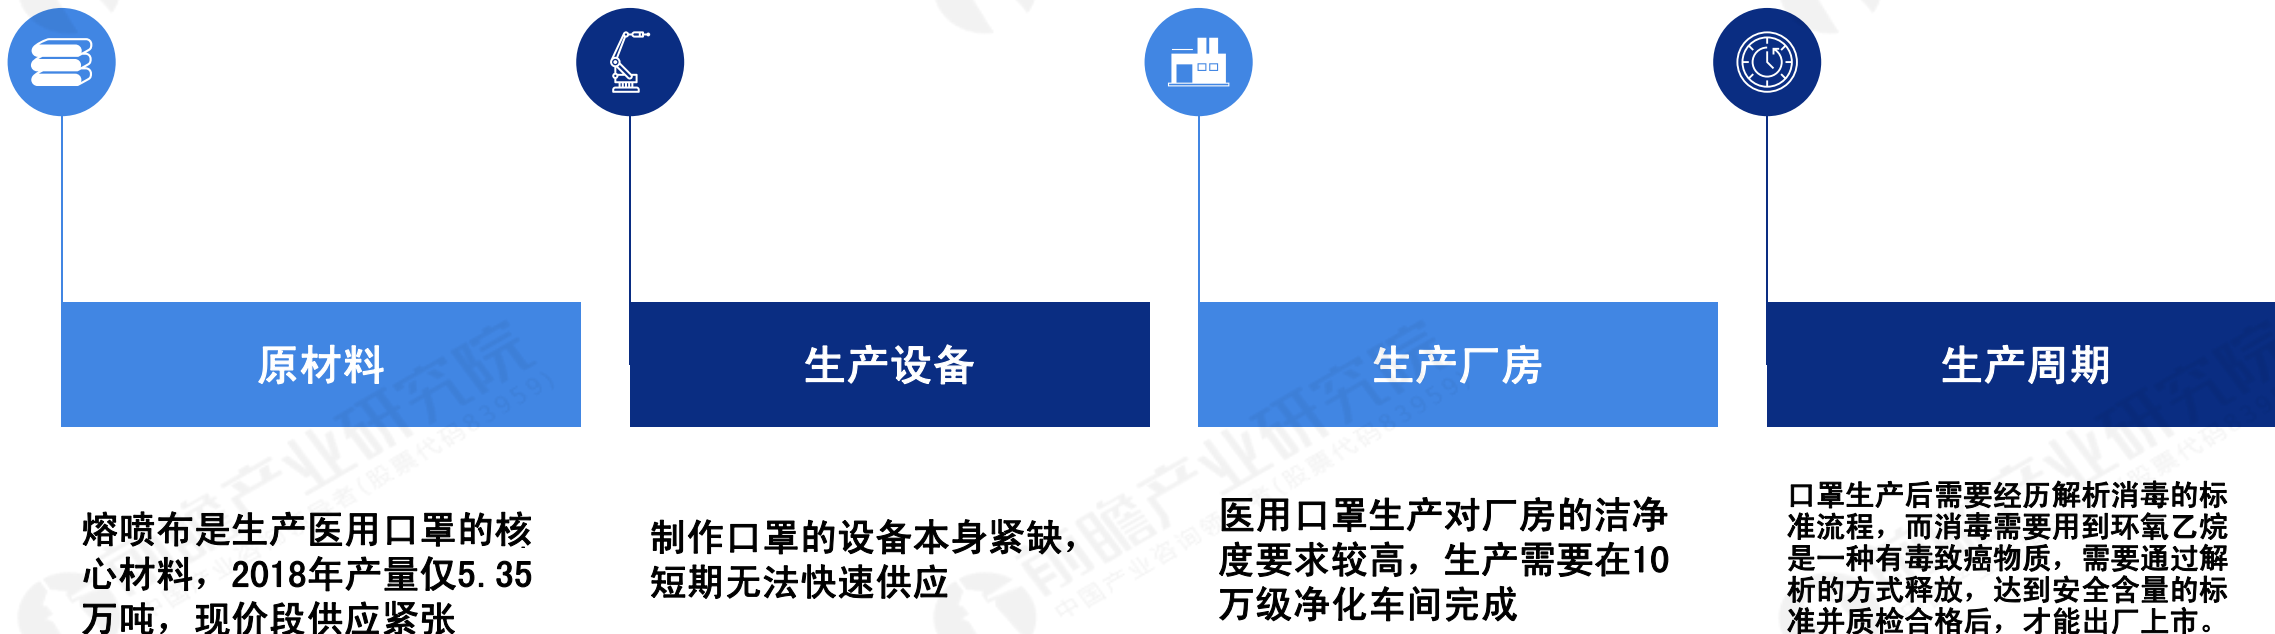 原材料
生产设备
生产厂房
生产周期
熔喷布是生产医用口罩的核
心材料，2018年产量仅5.35
万吨，现价段供应紧张
制作口罩的设备本身紧缺，
短期无法快速供应
医用口罩生产对厂房的洁净
度要求较高，生产需要在10
万级净化车间完成
口罩生产后需要经历解析消毒的标
准流程，而消毒需要用到环氧乙烷
是一种有毒致癌物质，需要通过解
析的方式释放，达到安全含量的标
准并质检合格后，才能出厂上市。
前瞻产业研究院